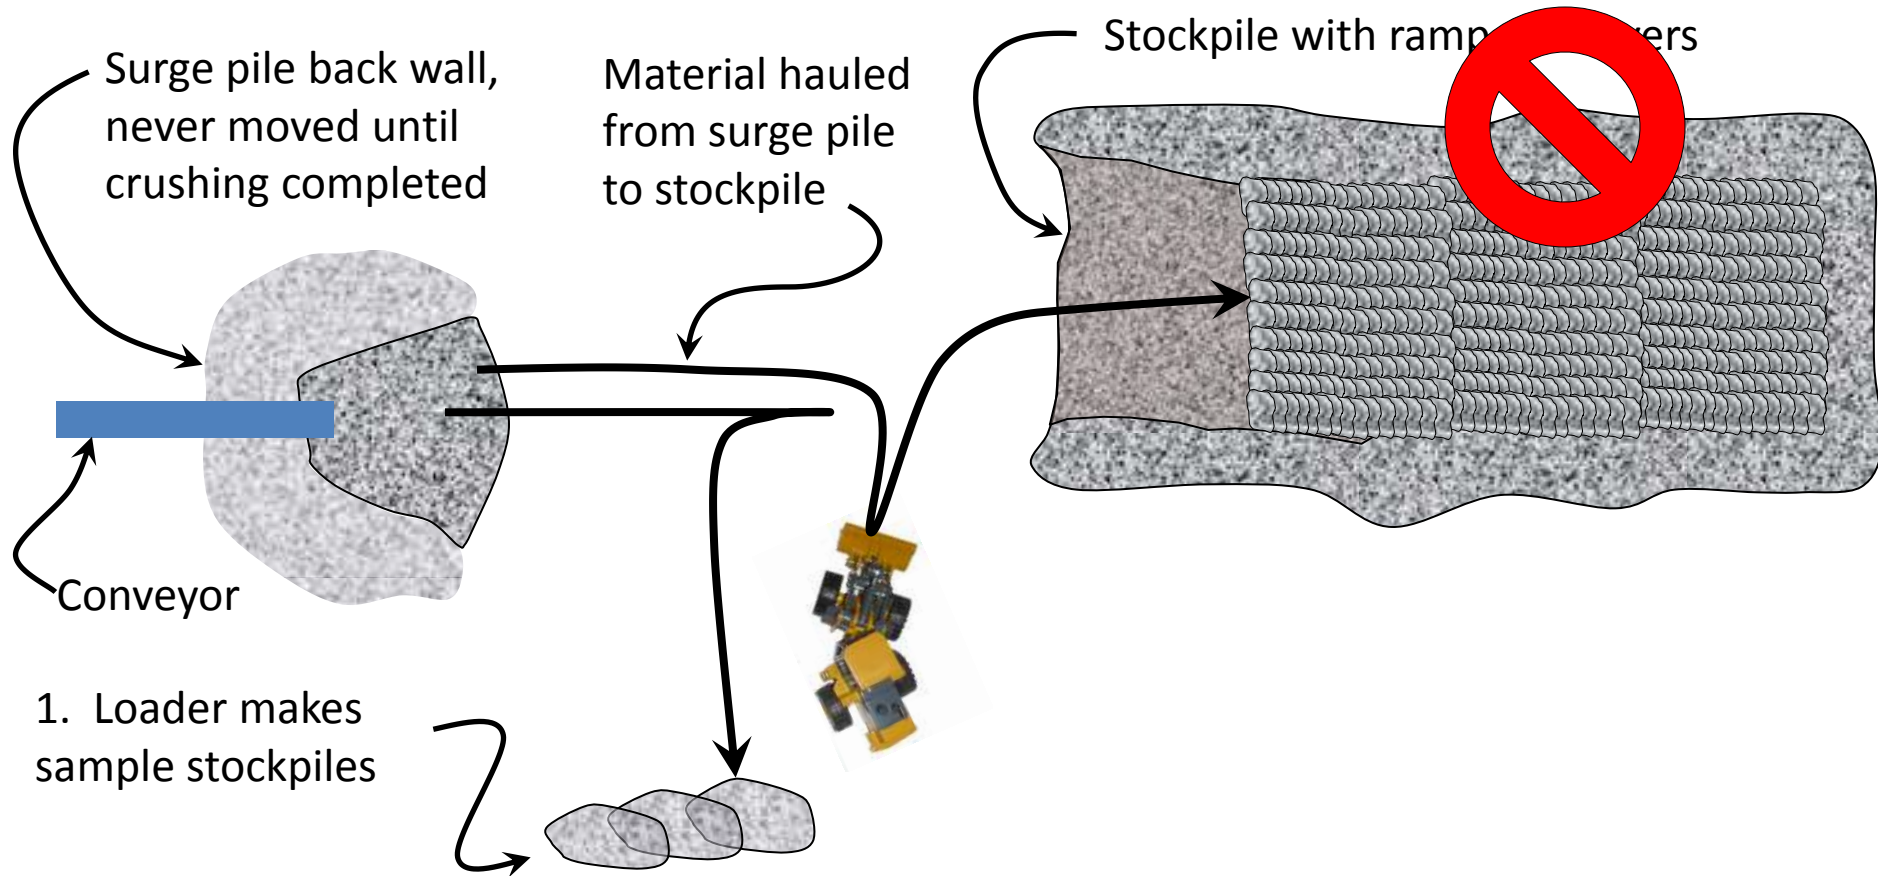 Surge pile back wall,
never moved until
crushing completed
Material hauled
from surge pile
to stockpile
Stockpile with
Conveyor
1. Loader makes
sample stockpiles